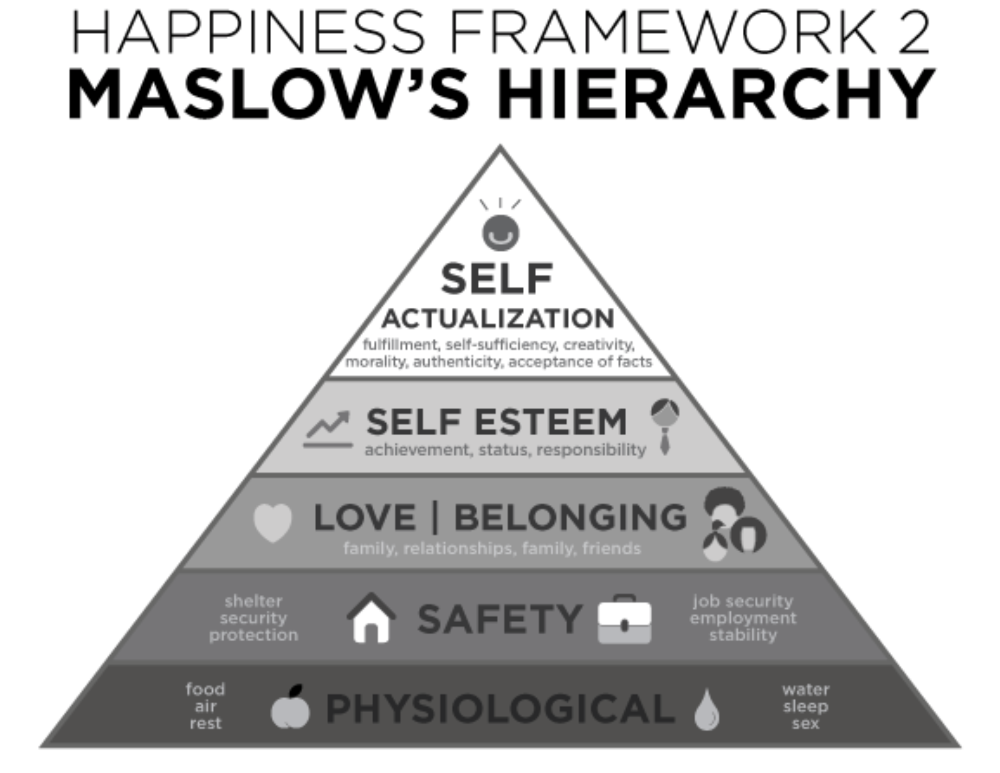 HAPPINESS FRAMEWORK 2
MASLOW'S HIERARCHY
SELF
ACTUALIZATION
fulfillment, self-sufficiency, creativity,
morality, authenticity, acceptance of facts
SELF ESTEEM
achievement, status, responsibility
LOVE | BELONGING
family, relationships, family, friends
shelter
security
protection
SAFETY
job security
employment
stability
food
air
rest
PHYSIOLOGICAL
water
sleep
sex